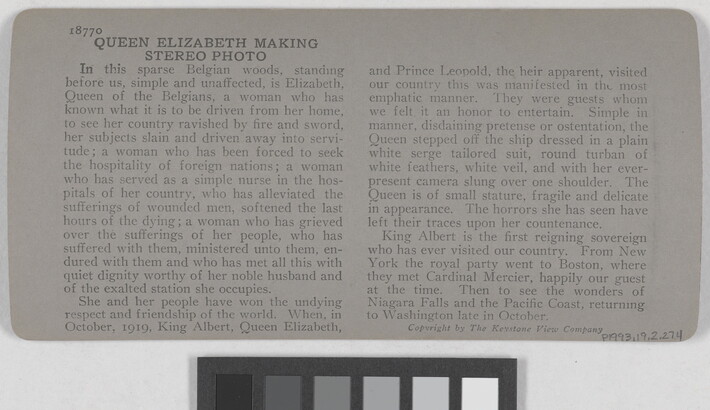 18770
QUEEN ELIZABETH MAKING
STEREO PHOTO
In this sparse Belgian woods, standing
before us, simple and unaffected, is Elizabeth,
Queen of the Belgians, a woman who has
known what it is to be driven from her home,
to see her country ravished by fire and sword,
her subjects slain and driven away into servi-
tude; a woman who has been forced to seek
the hospitality of foreign nations; a woman
who has served as a simple nurse in the hos-
pitals of her country, who has alleviated the
sufferings of wounded men, softened the last
hours of the dying; a woman who has grieved
over the sufferings of her people, who has
suffered with them, ministered unto them, en-
dured with them and who has met all this with
quiet dignity worthy of her noble husband and
of the exalted station she occupies.
She and her people have won the undying
respect and friendship of the world. When, in
October, 1919, King Albert, Queen Elizabeth,
and Prince Leopold, the heir apparent, visited
our country this was manifested in the most
emphatic manner. They were guests whom
we felt it an honor to entertain. Simple in
manner, disdaining pretense or ostentation, the
Queen stepped off the ship dressed in a plain
white serge tailored suit, round turban of
white feathers, white veil, and with her ever-
present camera slung over one shoulder. The
Queen is of small stature, fragile and delicate
in appearance. The horrors she has seen have
left their traces upon her countenance.
King Albert is the first reigning sovereign
who has ever visited our country. From New
York the royal party went to Boston, where
they met Cardinal Mercier, happily our guest
at the time. Then to see the wonders of
Niagara Falls and the Pacific Coast, returning
to Washington late in October.
Copyright by The Keystone View Company
P1993.19.2.274